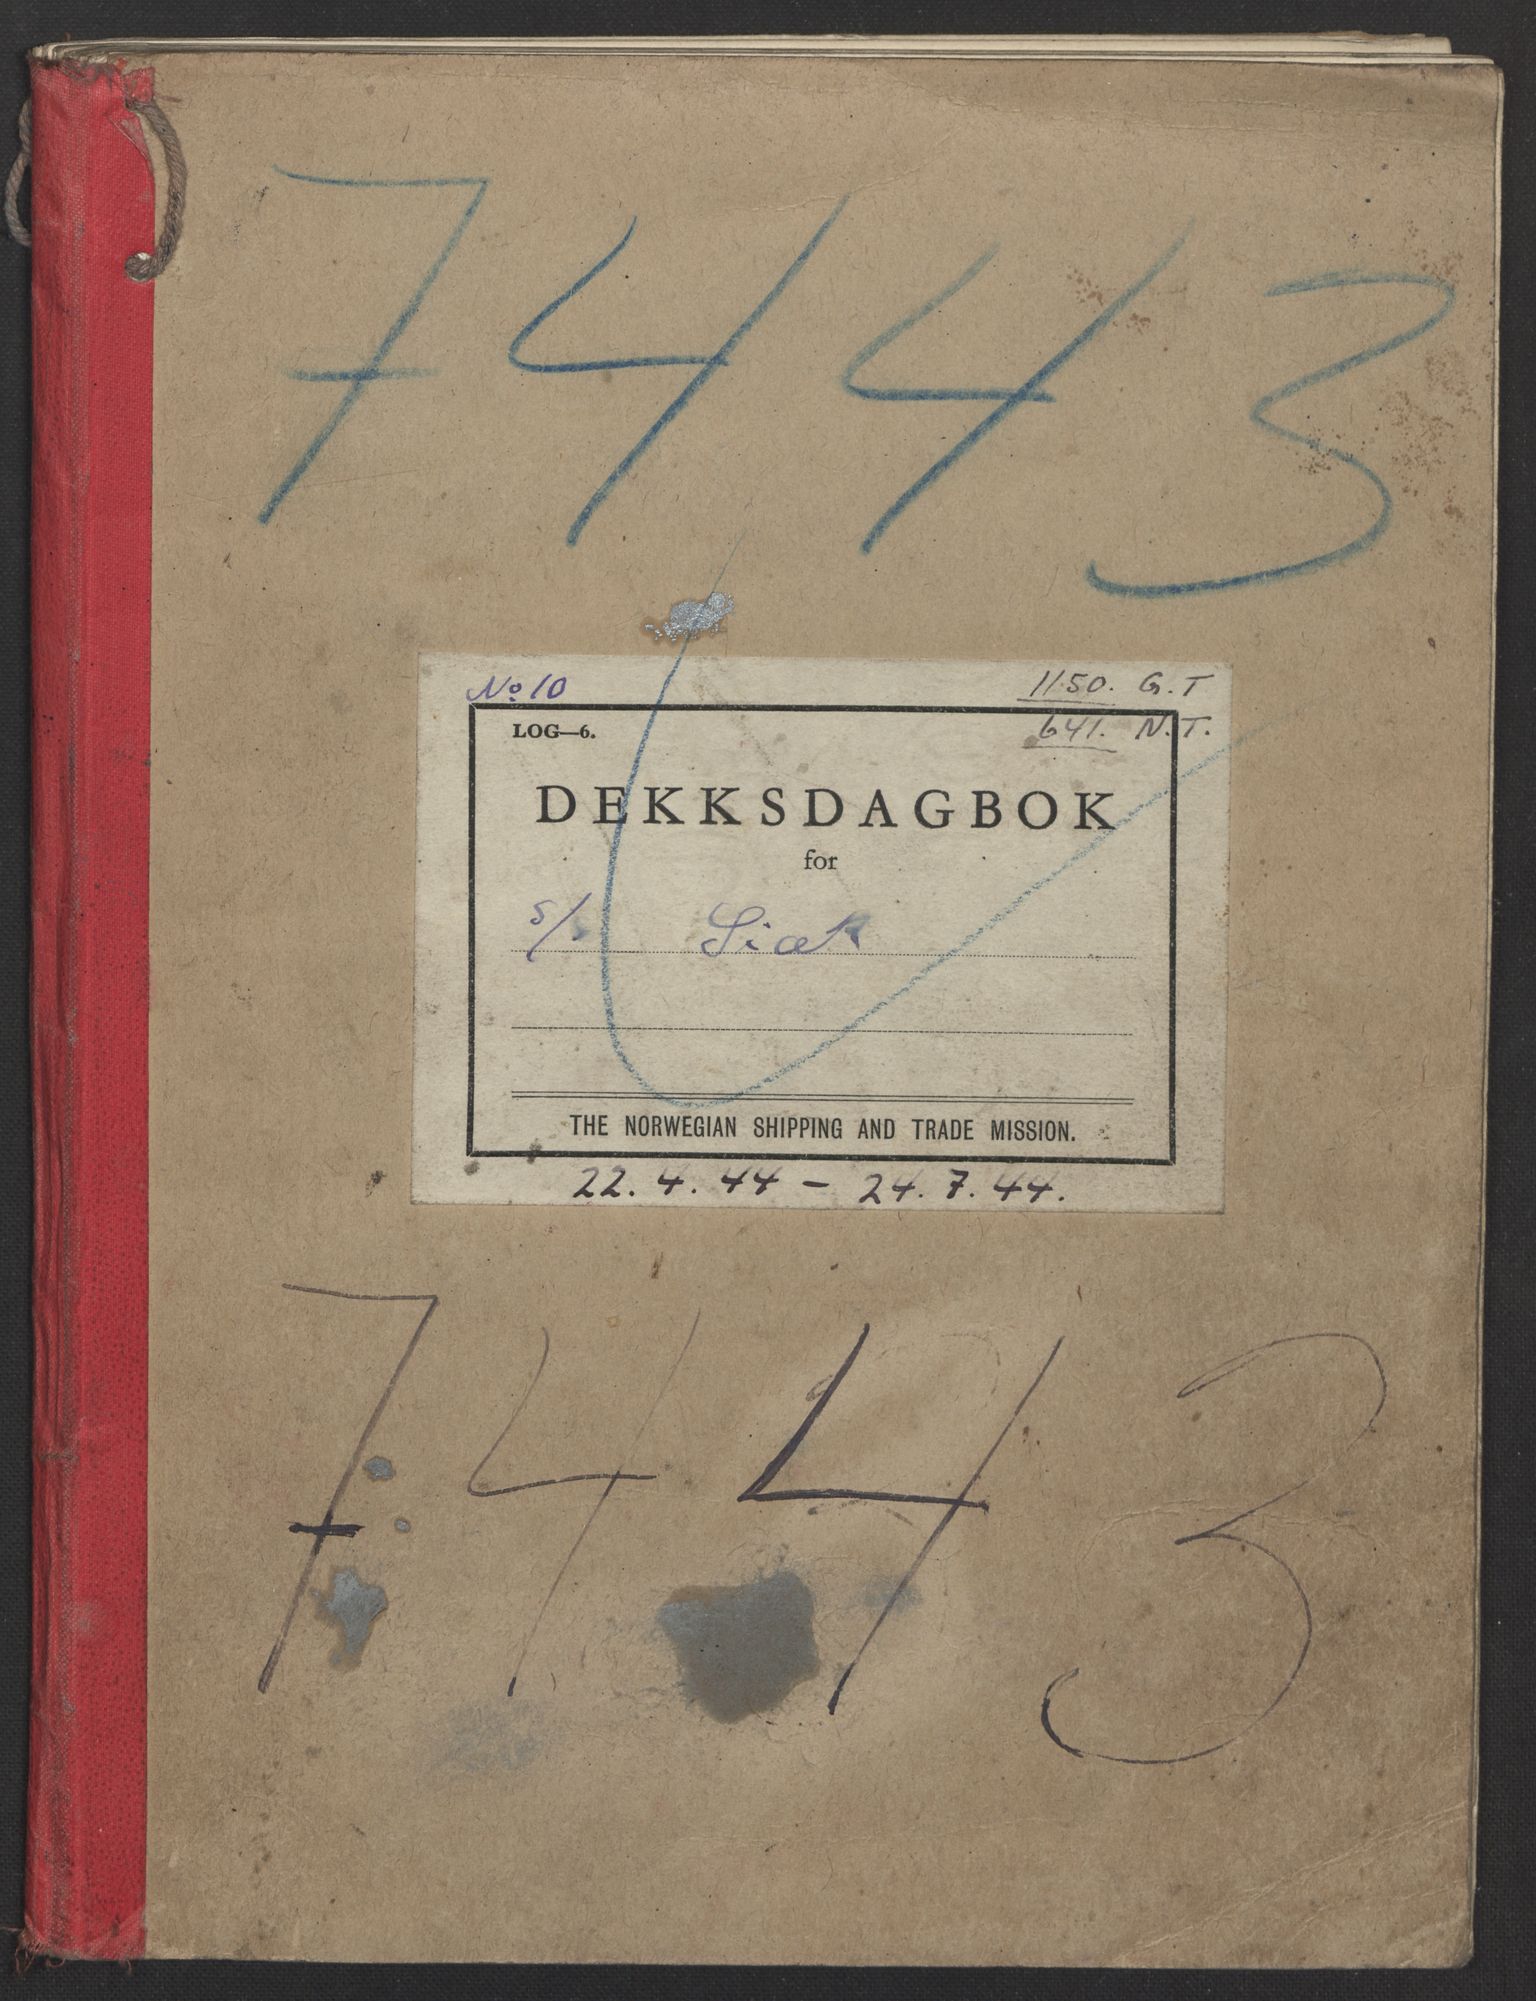 7443
No 10
1150. G.T
LOG—6.
641. N.T.
DEKKSDAGBOK
for
s/s Siak
THE NORWEGIAN SHIPPING AND TRADE MISSION.
22. 4. 44 – 24. 7. 44.
7443